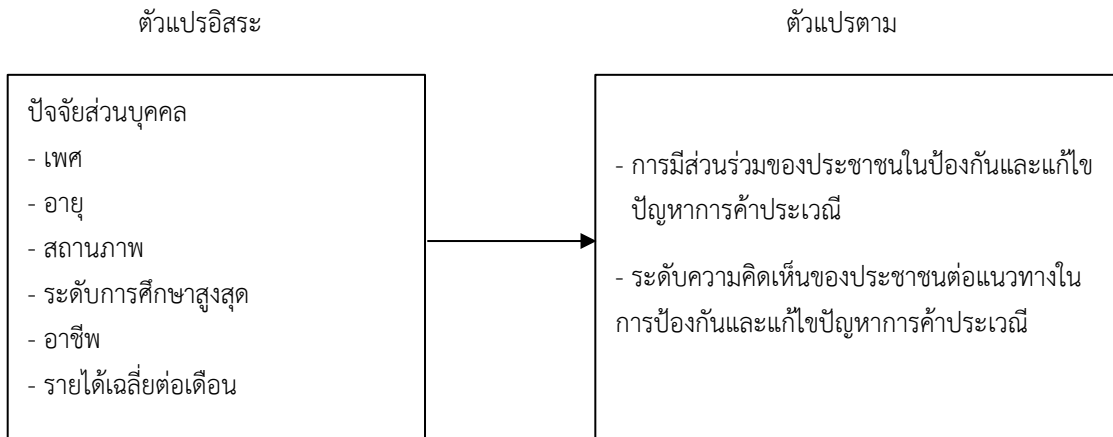 ตัวแปรอิสระ
ตัวแปรตาม
ปัจจัยส่วนบุคคล
- เพศ
- อายุ
- สถานภาพ
- ระดับการศึกษาสูงสุด
- อาชีพ
- รายได้เฉลี่ยต่อเดือน
- การมีส่วนร่วมของประชาชนในป้องกันและแก้ไข
ปัญหาการค้าประเวณี
- ระดับความคิดเห็นของประชาชนต่อแนวทางใน
การป้องกันและแก้ไขปัญหาการค้าประเวณี